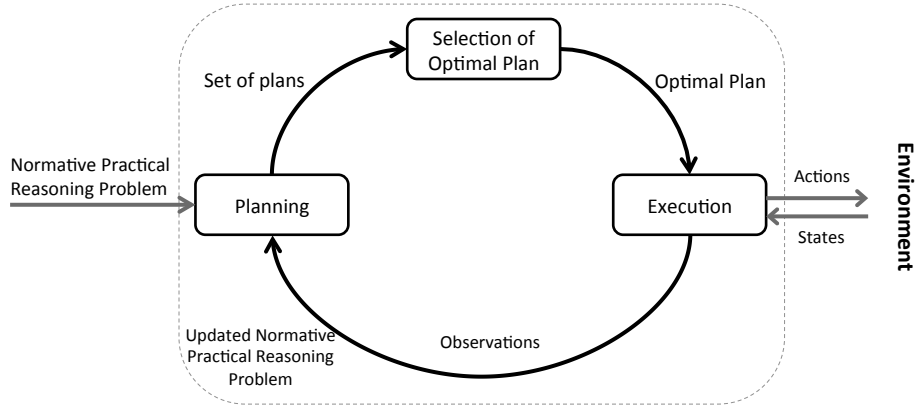 Selection of
Optimal Plan
Set of plans
Optimal Plan
Normative Practical
Reasoning Problem
Planning
Execution
Actions
States
Environment
Updated Normative
Practical Reasoning
Problem
Observations